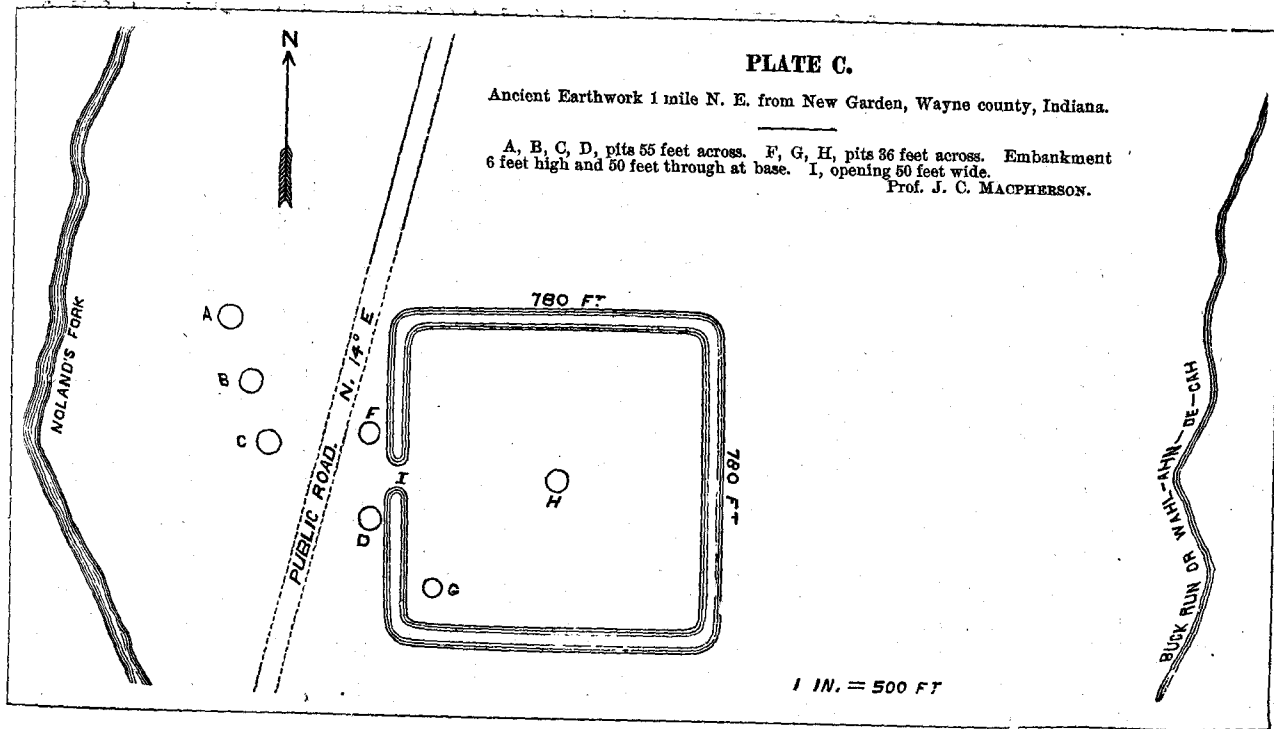 PLATE C.
Ancient Earthwork 1 mile N. E. from New Garden, Wayne county, Indiana.
A, B, C, D, pits 55 feet across. F, G, H, pits 36 feet across. Embankment
6 feet high and 50 feet through at base. I, opening 50 feet wide.
Prof. J. C. MACPHERSON.
N
NOLAND'S FORK
A
B
C
PUBLIC ROAD. N. 14° E
780 FT
F
I
D
G
H
780 FT
BUCK RUN OR WAHL-AHN-DE-CAH
1 IN. = 500 FT